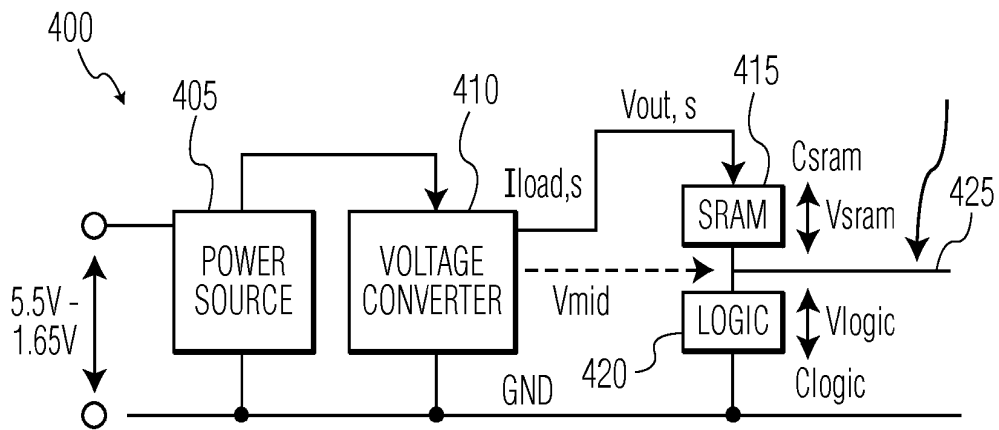 400
405
410
415
Vout, s
Csram
Iload,s
425
SRAM
Vsram
POWER
SOURCE
VOLTAGE
CONVERTER
5.5V -
1.65V
Vmid
LOGIC
Vlogic
420
Clogic
GND